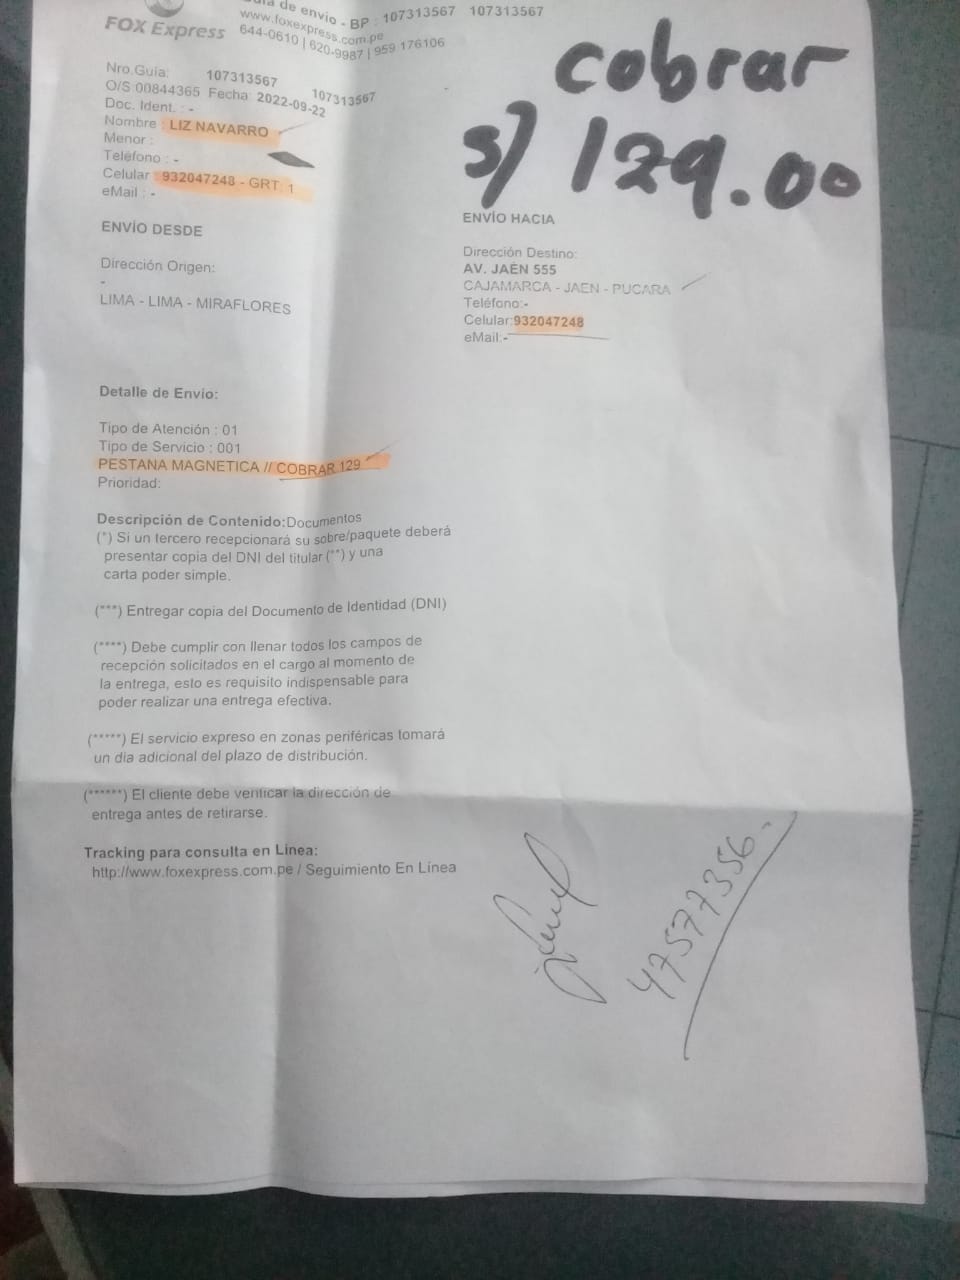 FOX Express
de envio - BP : 107313567 107313567
www.foxexpress.com.pe
644-0610 | 620-9987 | 959 176106
cobrar
s/ 129.00
Nro.Guía: 107313567
107313567
O/S 00844365 Fecha: 2022-09-22
Doc. Ident. : -
Nombre : LIZ NAVARRO
Menor :
Teléfono : -
Celular : 932047248 - GRT: 1
eMail : -
ENVÍO DESDE
Dirección Origen:
-
LIMA - LIMA - MIRAFLORES
ENVÍO HACIA
Dirección Destino:
AV. JAÉN 555
CAJAMARCA - JAEN - PUCARA
Teléfono:-
Celular:932047248
eMail:-
Detalle de Envío:
Tipo de Atención : 01
Tipo de Servicio : 001
PESTANA MAGNETICA // COBRAR 129
Prioridad:
Descripción de Contenido:Documentos
(*) Si un tercero recepcionará su sobre/paquete deberá
presentar copia del DNI del titular (**) y una
carta poder simple.
(***) Entregar copia del Documento de Identidad (DNI)
(****) Debe cumplir con llenar todos los campos de
recepción solicitados en el cargo al momento de
la entrega, esto es requisito indispensable para
poder realizar una entrega efectiva.
(*****) El servicio expreso en zonas periféricas tomará
un dia adicional del plazo de distribución.
(******) El cliente debe verificar la dirección de
entrega antes de retirarse.
Tracking para consulta en Línea:
http://www.foxexpress.com.pe / Seguimiento En Línea
47577356